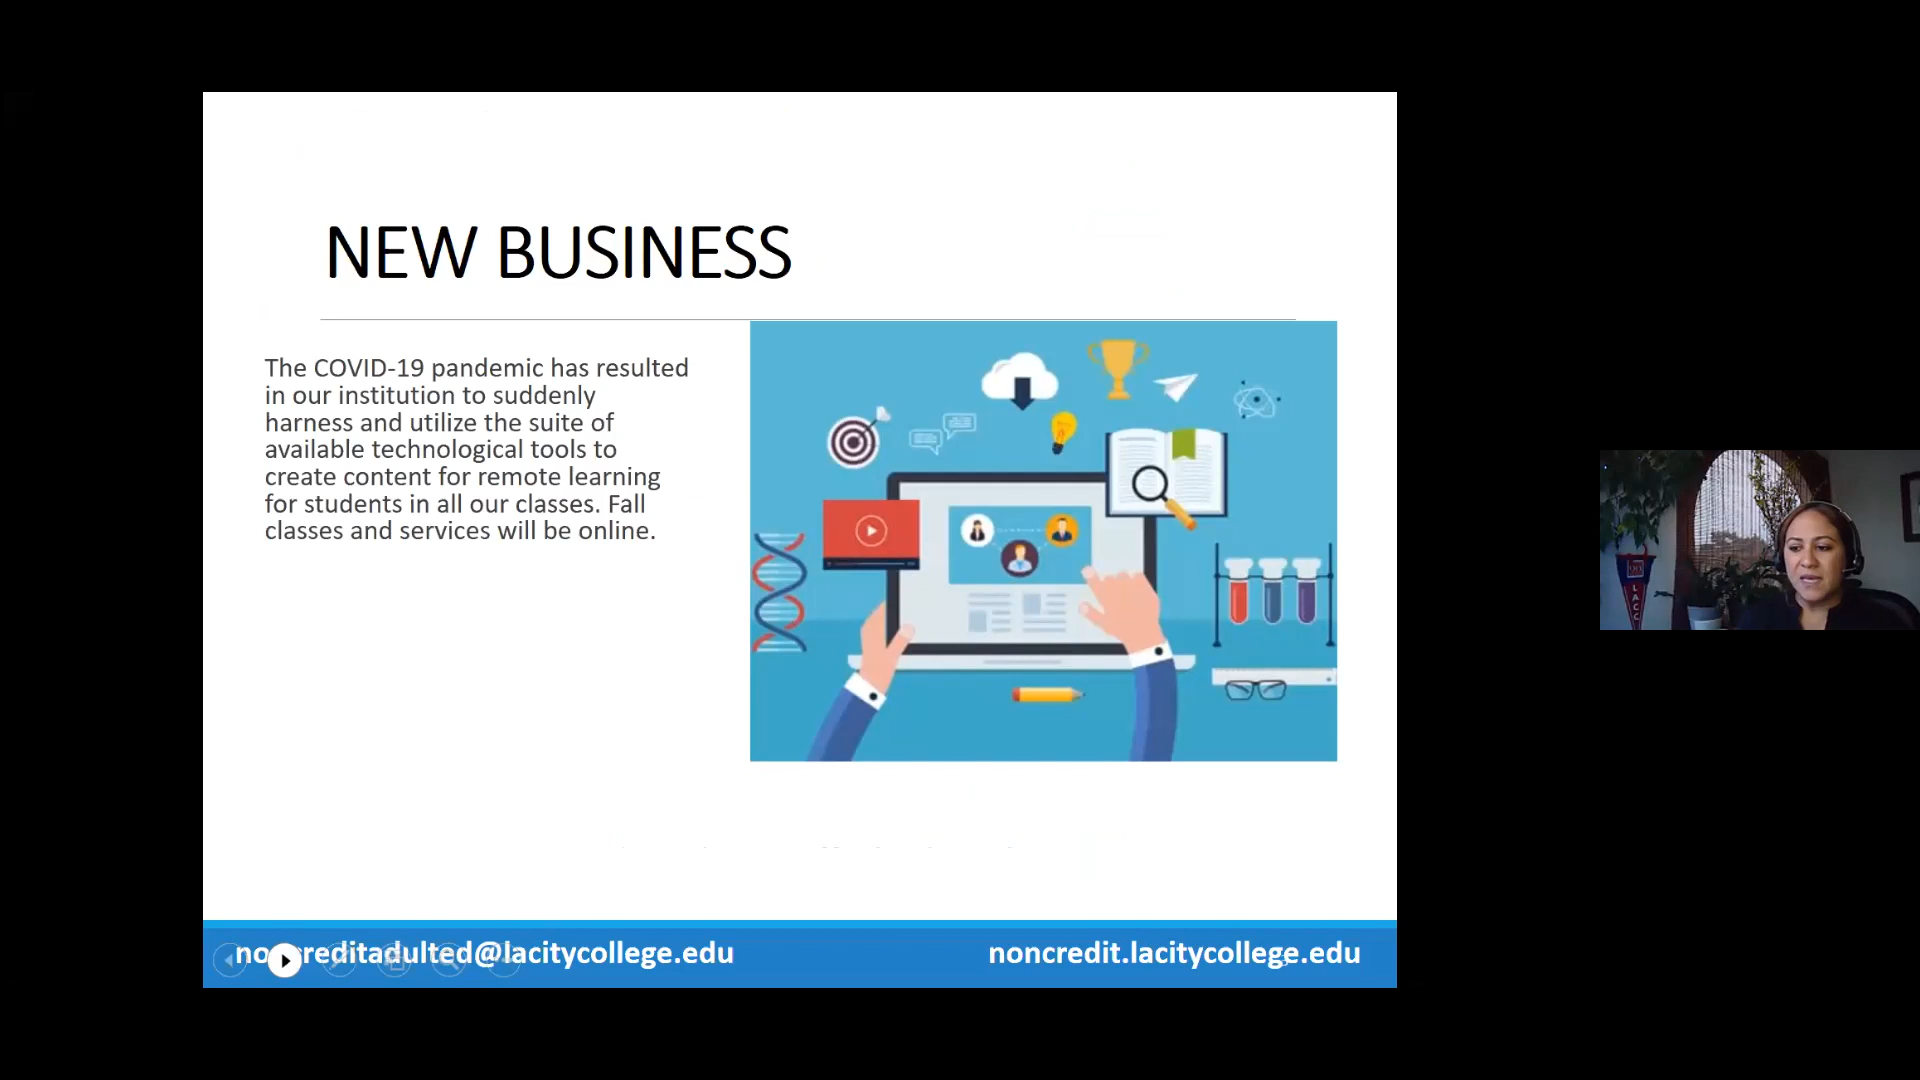 NEW BUSINESS
The COVID-19 pandemic has resulted
in our institution to suddenly
harness and utilize the suite of
available technological tools to
create content for remote learning
for students in all our classes. Fall
classes and services will be online.
noncreditadulted@lacitycollege.edu
noncredit.lacitycollege.edu
LACC